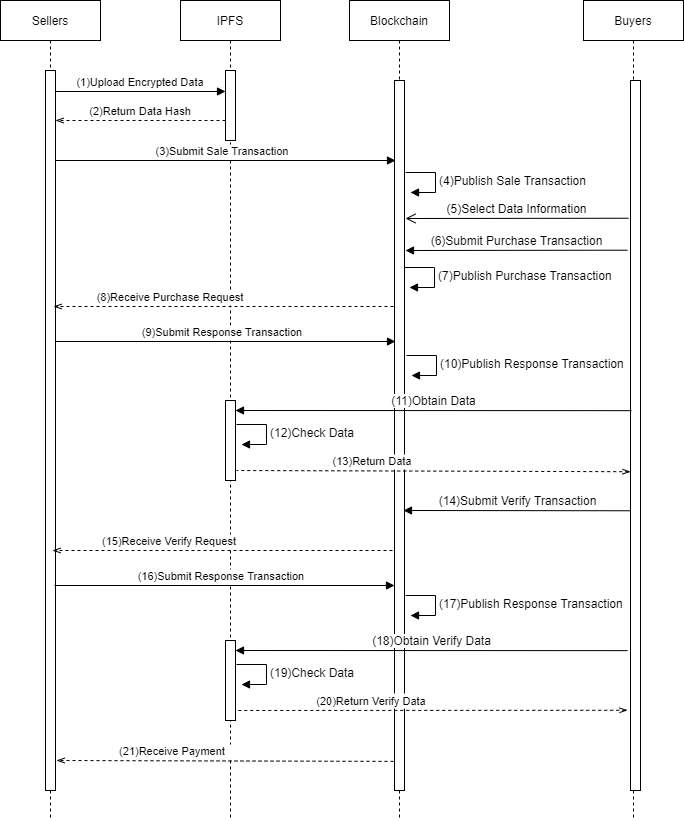 Sellers
IPFS
Blockchain
Buyers
(1)Upload Encrypted Data
(2)Return Data Hash
(3)Submit Sale Transaction
(4)Publish Sale Transaction
(5)Select Data Information
(6)Submit Purchase Transaction
(7)Publish Purchase Transaction
(8)Receive Purchase Request
(9)Submit Response Transaction
(10)Publish Response Transaction
(11)Obtain Data
(12)Check Data
(13)Return Data
(14)Submit Verify Transaction
(15)Receive Verify Request
(16)Submit Response Transaction
(17)Publish Response Transaction
(18)Obtain Verify Data
(19)Check Data
(20)Return Verify Data
(21)Receive Payment